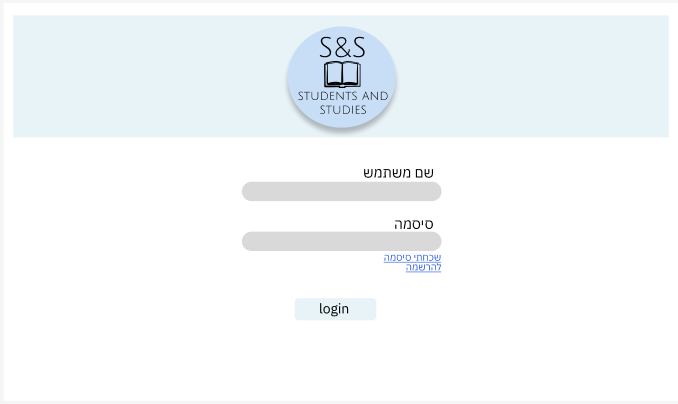 S&S
STUDENTS AND
STUDIES
שם משתמש
סיסמה
שכחתי סיסמה
להרשמה
login